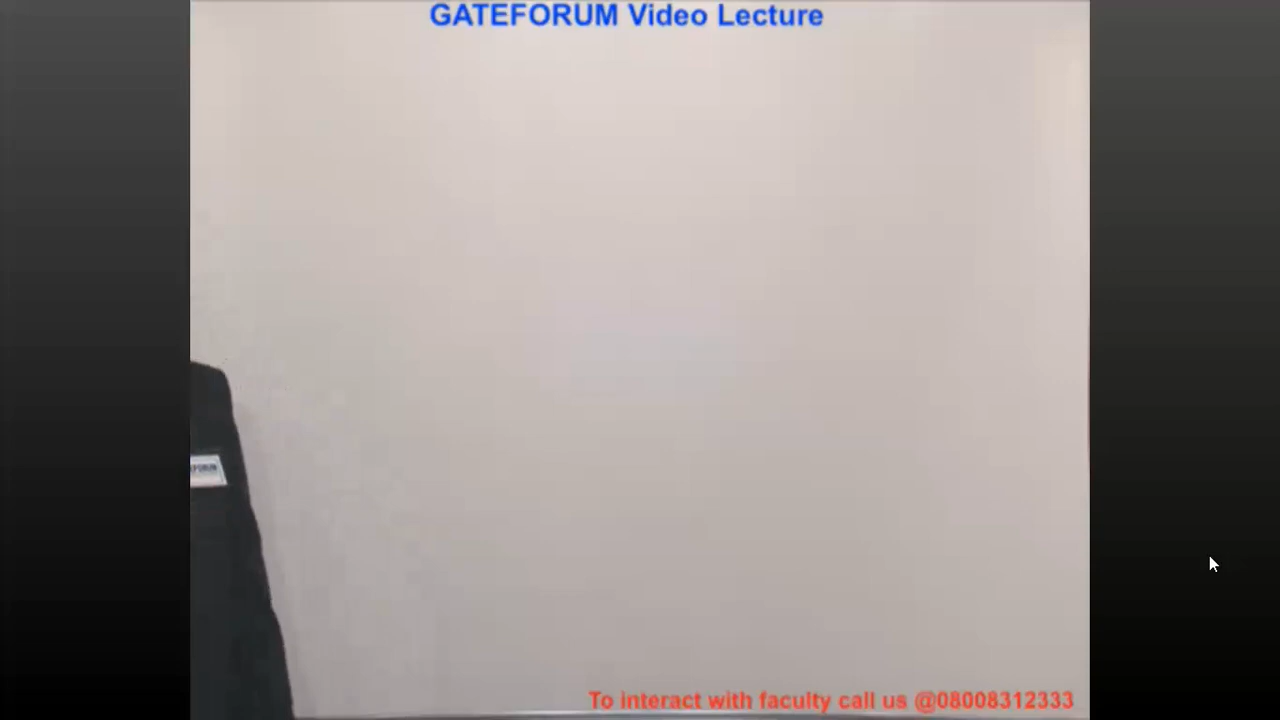 GATEFORUM Video Lecture
To interact with faculty call us @08008312333